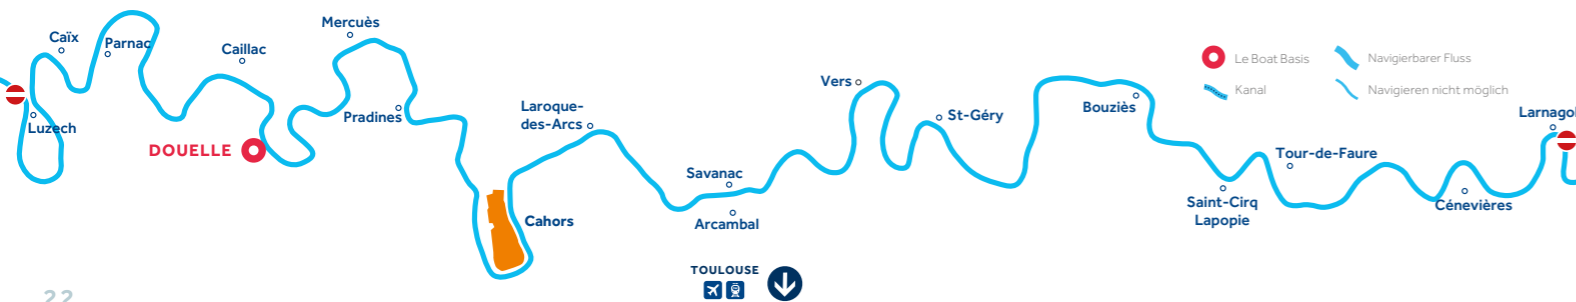 Caïx
Parnac
Luzech
Caillac
DOUELLE
Mercuès
Pradines
Laroque-
des-Arcs
Cahors
Savanac
Arcambal
TOULOUSE
Vers
St-Géry
Bouziès
Saint-Cirq
Lapopie
Tour-de-Faure
Cénevières
Le Boat Basis
Navigierbarer Fluss
Kanal
Navigieren nicht möglich
22